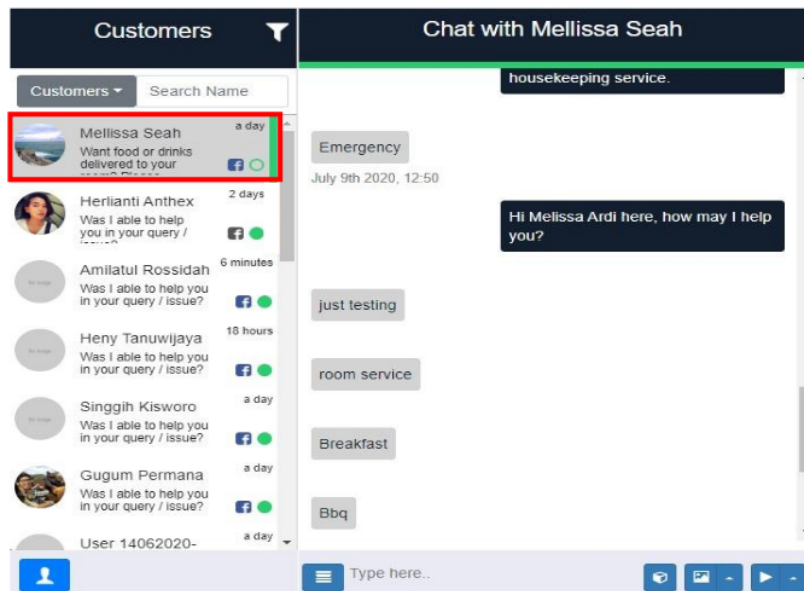 Customers
Customers
Search Name
Mellissa Seah
a day
Want food or drinks
delivered to your
Herlianti Anthex
2 days
Was I able to help
you in your query /
Amilatul Rossidah
6 minutes
Was I able to help you
in your query / issue?
Heny Tanuwijaya
18 hours
Was I able to help you
in your query / issue?
Singgih Kisworo
a day
Was I able to help you
in your query / issue?
Gugum Permana
a day
Was I able to help you
in your query / issue?
User 14062020-
a day
Chat with Mellissa Seah
housekeeping service.
Emergency
July 9th 2020, 12:50
Hi Melissa Ardi here, how may I help
you?
just testing
room service
Breakfast
Bbq
Type here..